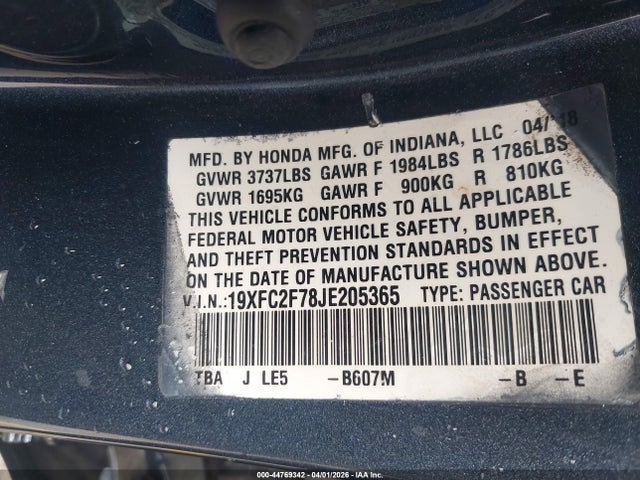 MFD. BY HONDA MFG. OF INDIANA, LLC 04/18
GVWR 3737LBS GAWR F 1984LBS R 1786LBS
GVWR 1695KG GAWR F 900KG R 810KG
THIS VEHICLE CONFORMS TO ALL APPLICABLE
FEDERAL MOTOR VEHICLE SAFETY, BUMPER,
AND THEFT PREVENTION STANDARDS IN EFFECT
ON THE DATE OF MANUFACTURE SHOWN ABOVE.
V.I.N.:19XFC2F78JE205365 TYPE: PASSENGER CAR
TBA J LE5 -B607M -B -E
000-44769342 | 04/01/2026 - IAA Inc.